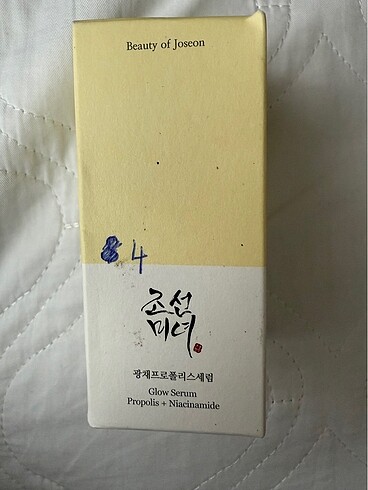 Beauty of Joseon
84
조선
미녀
광채프로폴리스세럼
Glow Serum
Propolis + Niacinamide